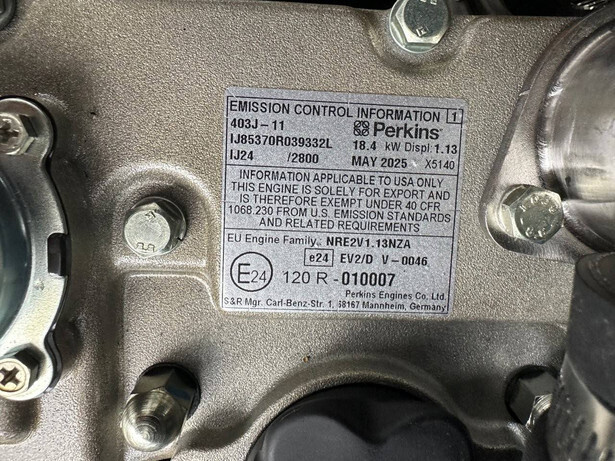 EMISSION CONTROL INFORMATION 1
403J-11 Perkins
IJ85370R039332L 18.4 kW Displ: 1.13
IJ24 /2800 MAY 2025 X5140
INFORMATION APPLICABLE TO USA ONLY
THIS ENGINE IS SOLELY FOR EXPORT AND
IS THEREFORE EXEMPT UNDER 40 CFR
1068.230 FROM U.S. EMISSION STANDARDS
AND RELATED REQUIREMENTS
EU Engine Family.. NRE2V1.13NZA
e24 EV2/D V-0046
E24 120 R -010007
Perkins Engines Co. Ltd.
S&R Mgr. Carl-Benz-Str. 1, 68167 Mannheim, Germany